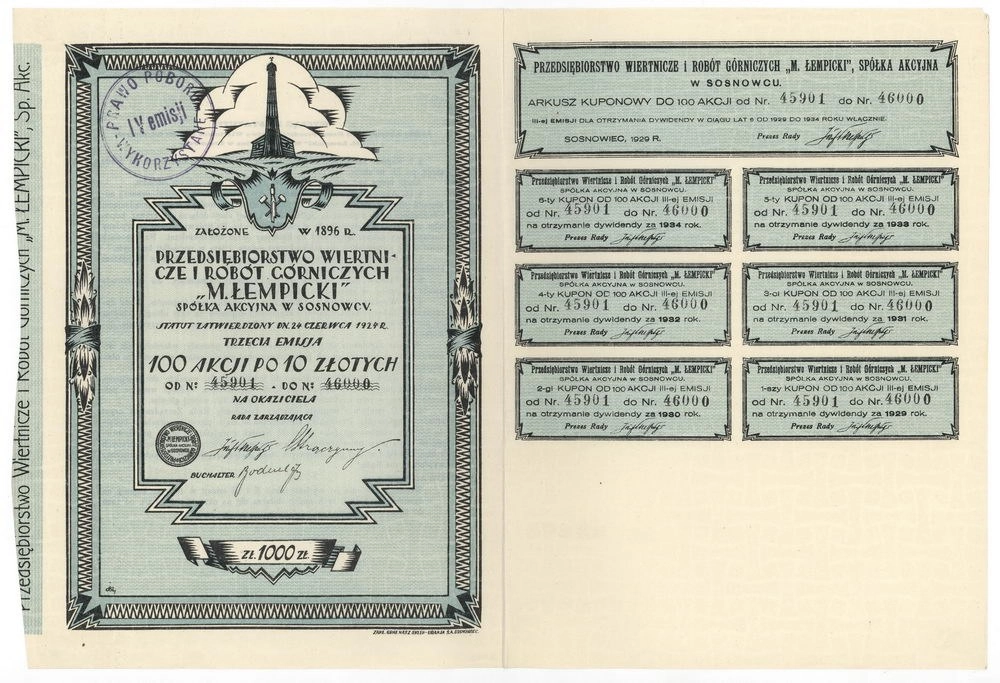 Przedsiębiorstwo Wiertnicze i Robót Górniczych „M. ŁEMPICKI", Sp. Akc.
PRAWO POBORU
IV emisji
WYKORZYSTANE
ZAŁOŻONE W 1896 R.
PRZEDSIĘBIORSTWO WIERTNI-
CZE I ROBÓT GÓRNICZYCH
„M. ŁEMPICKI"
SPÓŁKA AKCYJNA W SOSNOWCU.
STATUT ZATWIERDZONY DN. 24 CZERWCA 1924 R.
TRZECIA EMISJA
100 AKCJI PO 10 ZŁOTYCH
OD Nº 45901 - DO Nº 46000
NA OKAZICIELA
RADA ZARZĄDZAJĄCA
BUCHALTER
ZŁ. 1000 ZŁ.
PRZEDSIĘBIORSTWO WIERTNICZE i ROBÓT GÓRNICZYCH „M. ŁEMPICKI", SPÓŁKA AKCYJNA
W SOSNOWCU.
ARKUSZ KUPONOWY DO 100 AKCJI od Nr. 45901 do Nr. 46000
III-ej EMISJI DLA OTRZYMANIA DYWIDENDY W CIĄGU LAT 6 OD 1929 DO 1934 ROKU WŁĄCZNIE.
SOSNOWIEC, 1929 R. Prezes Rady
Przedsiębiorstwo Wiertnicze i Robót Górniczych „M. ŁEMPICKI"
SPÓŁKA AKCYJNA w SOSNOWCU.
6-ty KUPON OD 100 AKCJI III-ej EMISJI
od Nr. 45901 do Nr. 46000
na otrzymanie dywidendy za 1934 rok.
Prezes Rady
Przedsiębiorstwo Wiertnicze i Robót Górniczych „M. ŁEMPICKI"
SPÓŁKA AKCYJNA w SOSNOWCU.
5-ty KUPON OD 100 AKCJI III-ej EMISJI
od Nr. 45901 do Nr. 46000
na otrzymanie dywidendy za 1933 rok.
Prezes Rady
Przedsiębiorstwo Wiertnicze i Robót Górniczych „M. ŁEMPICKI"
SPÓŁKA AKCYJNA w SOSNOWCU.
4-ty KUPON OD 100 AKCJI III-ej EMISJI
od Nr. 45901 do Nr. 46000
na otrzymanie dywidendy za 1932 rok.
Prezes Rady
Przedsiębiorstwo Wiertnicze i Robót Górniczych „M. ŁEMPICKI"
SPÓŁKA AKCYJNA w SOSNOWCU.
3-ci KUPON OD 100 AKCJI III-ej EMISJI
od Nr. 45901 do Nr. 46000
na otrzymanie dywidendy za 1931 rok.
Prezes Rady
Przedsiębiorstwo Wiertnicze i Robót Górniczych „M. ŁEMPICKI"
SPÓŁKA AKCYJNA w SOSNOWCU.
2-gi KUPON OD 100 AKCJI III-ej EMISJI
od Nr. 45901 do Nr. 46000
na otrzymanie dywidendy za 1930 rok.
Prezes Rady
Przedsiębiorstwo Wiertnicze i Robót Górniczych „M. ŁEMPICKI"
SPÓŁKA AKCYJNA w SOSNOWCU.
1-szy KUPON OD 100 AKCJI III-ej EMISJI
od Nr. 45901 do Nr. 46000
na otrzymanie dywidendy za 1929 rok.
Prezes Rady